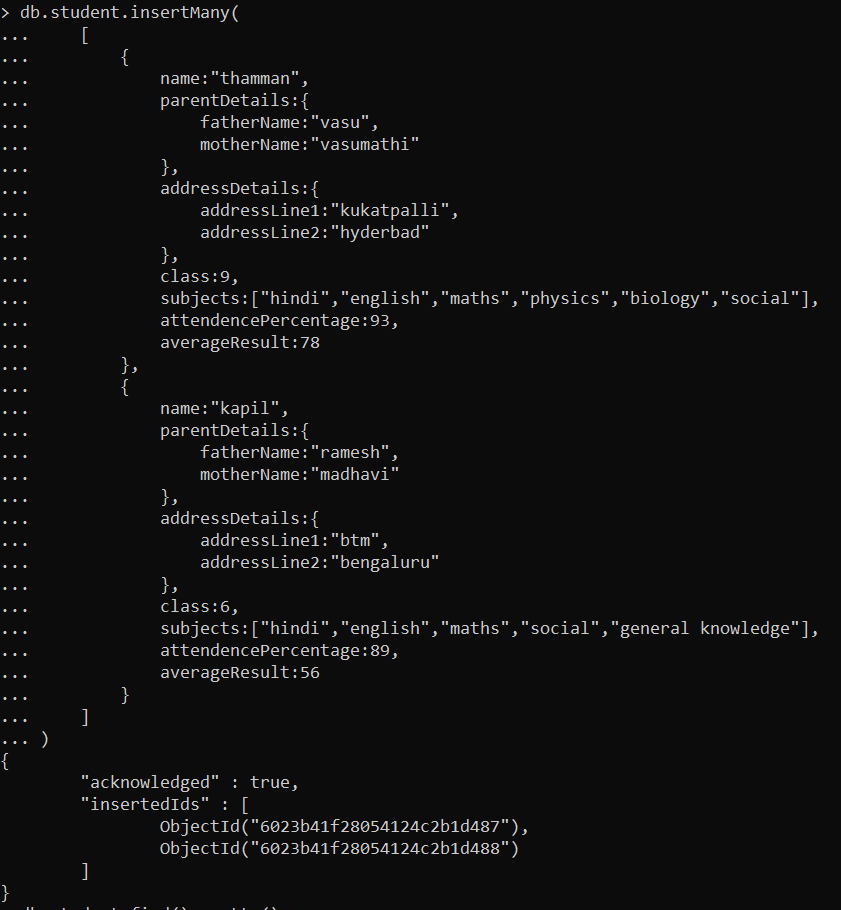 > db.student.insertMany(
...     [
...         {
...             name:"thamman",
...             parentDetails:{
...                 fatherName:"vasu",
...                 motherName:"vasumathi"
...             },
...             addressDetails:{
...                 addressLine1:"kukatpalli",
...                 addressLine2:"hyderbad"
...             },
...             class:9,
...             subjects:["hindi","english","maths","physics","biology","social"],
...             attendencePercentage:93,
...             averageResult:78
...         },
...         {
...             name:"kapil",
...             parentDetails:{
...                 fatherName:"ramesh",
...                 motherName:"madhavi"
...             },
...             addressDetails:{
...                 addressLine1:"btm",
...                 addressLine2:"bengaluru"
...             },
...             class:6,
...             subjects:["hindi","english","maths","social","general knowledge"],
...             attendencePercentage:89,
...             averageResult:56
...         }
...     ]
... )
{
        "acknowledged" : true,
        "insertedIds" : [
                ObjectId("6023b41f28054124c2b1d487"),
                ObjectId("6023b41f28054124c2b1d488")
        ]
}